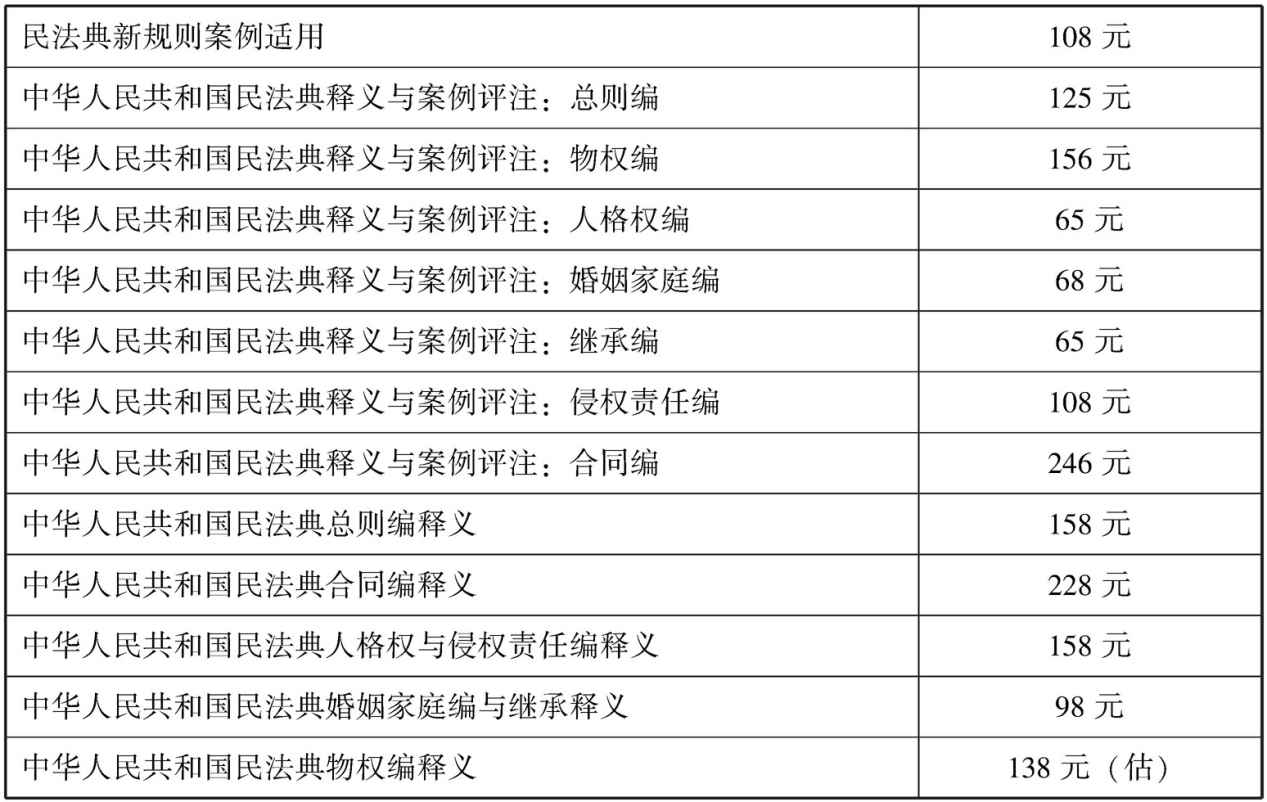 民法典新规则案例适用 108 元
中华人民共和国民法典释义与案例评注：总则编 125 元
中华人民共和国民法典释义与案例评注：物权编 156 元
中华人民共和国民法典释义与案例评注：人格权编 65 元
中华人民共和国民法典释义与案例评注：婚姻家庭编 68 元
中华人民共和国民法典释义与案例评注：继承编 65 元
中华人民共和国民法典释义与案例评注：侵权责任编 108 元
中华人民共和国民法典释义与案例评注：合同编 246 元
中华人民共和国民法典总则编释义 158 元
中华人民共和国民法典合同编释义 228 元
中华人民共和国民法典人格权与侵权责任编释义 158 元
中华人民共和国民法典婚姻家庭编与继承释义 98 元
中华人民共和国民法典物权编释义 138 元（估）